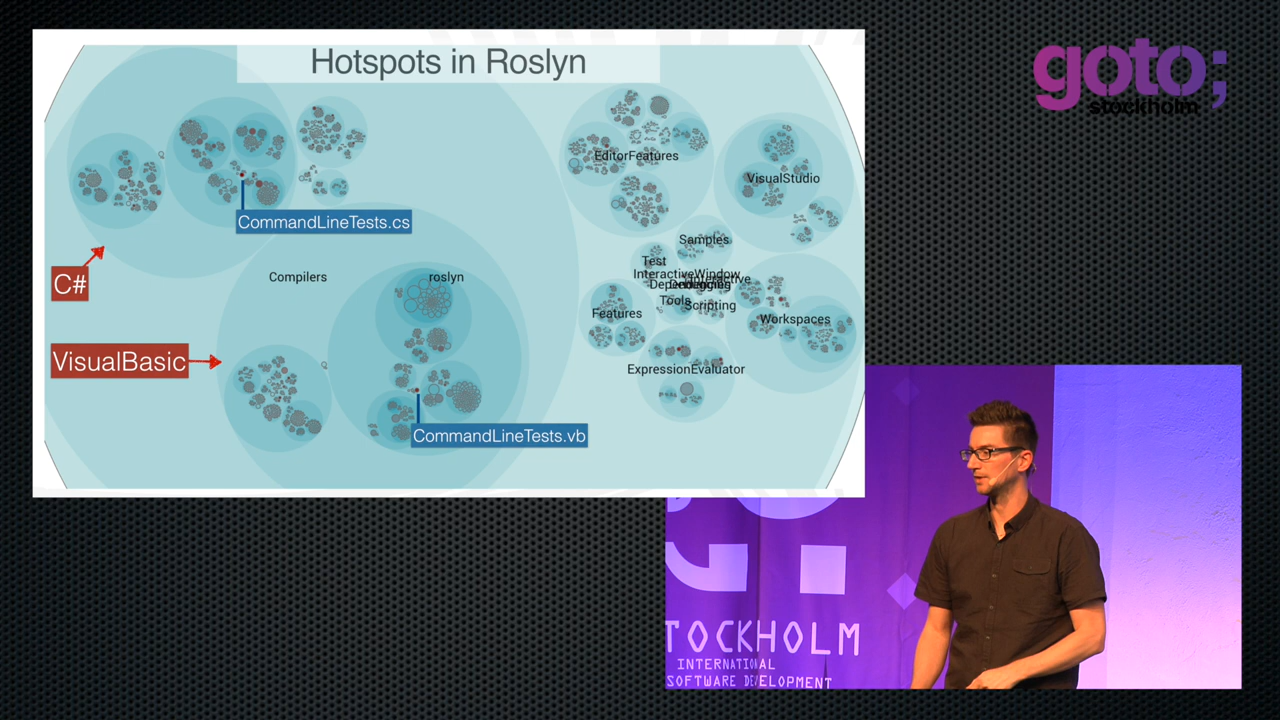 Hotspots in Roslyn
goto;
stockholm
EditorFeatures
VisualStudio
CommandLineTests.cs
Samples
Test
InteractiveWindow
Interactive
C#
Compilers
roslyn
Tools
Scripting
Features
Workspaces
VisualBasic
ExpressionEvaluator
CommandLineTests.vb
TOCKHOLM
INTERNATIONAL
SOFTWARE DEVELOPMENT